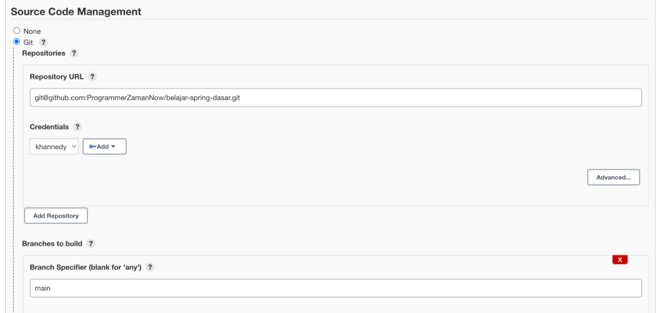 Source Code Management
None
Git ?
Repositories ?
Repository URL ?
git@github.com:ProgrammerZamanNow/belajar-spring-dasar.git
Credentials ?
khannedy Add
Advanced...
Add Repository
Branches to build ?
X
Branch Specifier (blank for 'any') ?
main